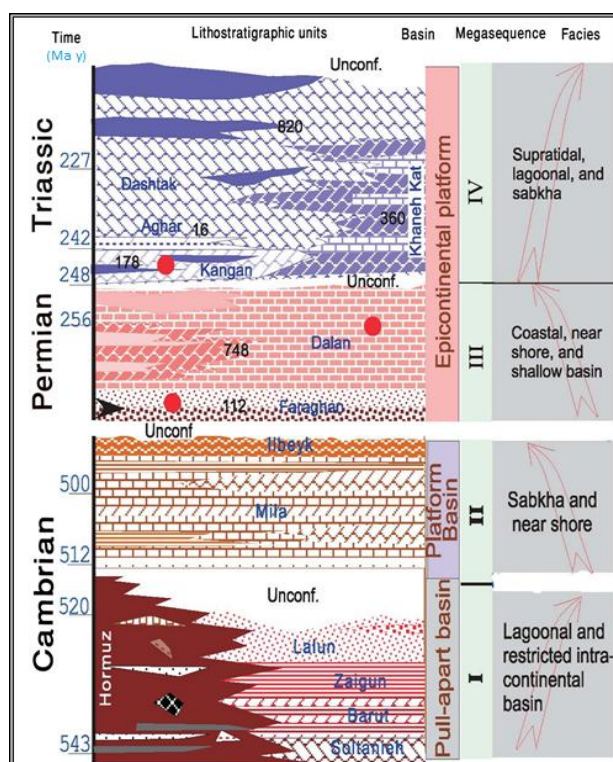 Time
(Ma y)
Lithostratigraphic units
Basin
Megasequence
Facies
Triassic
Permian
Cambrian
227
242
248
256
500
512
520
543
Unconf.
820
Dashtak
360
Khaneh Kat
Aghar
16
178
Kangan
Unconf.
Dalan
748
112
Faraghan
Unconf
Ilbeyk
Mila
Unconf.
Hormuz
Lalun
Zaigun
Barut
Soltanieh
Epicontinental platform
Platform
Basin
Pull-apart basin
IV
III
II
I
Supratidal,
lagoonal, and
sabkha
Coastal, near
shore, and
shallow basin
Sabkha and
near shore
Lagoonal and
restricted intra-
continental
basin